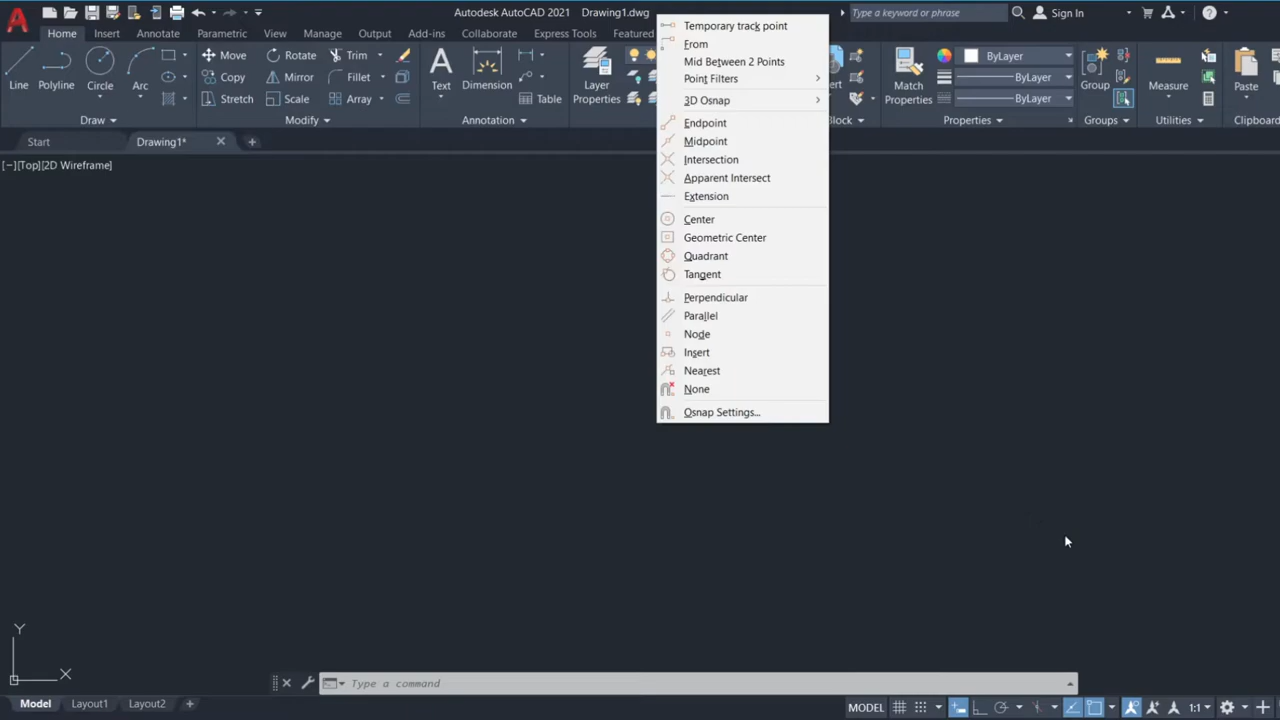 Autodesk AutoCAD 2021 Drawing1.dwg
Type a keyword or phrase
Sign In
Home Insert Annotate Parametric View Manage Output Add-ins Collaborate Express Tools Featured
Line
Polyline
Circle
Arc
Draw
Move
Copy
Stretch
Rotate
Mirror
Scale
Trim
Fillet
Array
Modify
Text
Dimension
Table
Annotation
Layer
Properties
Block
Match
Properties
ByLayer
ByLayer
ByLayer
Properties
Group
Groups
Measure
Utilities
Paste
Clipboard
Start
Drawing1*
[−][Top][2D Wireframe]
Temporary track point
From
Mid Between 2 Points
Point Filters
3D Osnap
Endpoint
Midpoint
Intersection
Apparent Intersect
Extension
Center
Geometric Center
Quadrant
Tangent
Perpendicular
Parallel
Node
Insert
Nearest
None
Osnap Settings...
Y
X
Type a command
Model Layout1 Layout2
MODEL
1:1